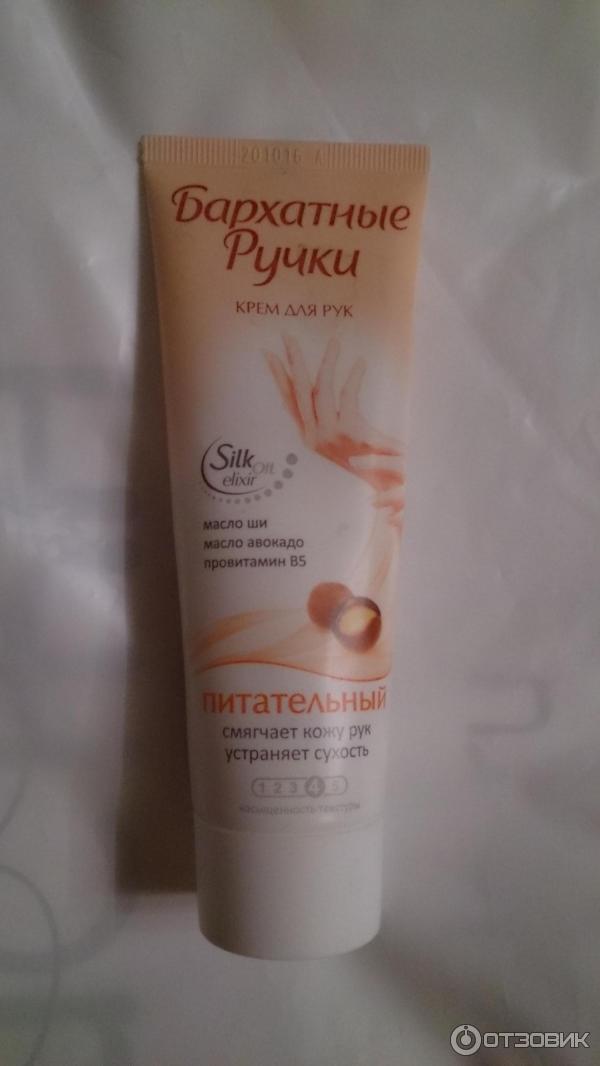 201016 A
Бархатные
Ручки
КРЕМ ДЛЯ РУК
Silk OIL
elixir
масло ши
масло авокадо
провитамин В5
питательный
смягчает кожу рук
устраняет сухость
1 2 3 4 5
насыщенность текстуры
ОТЗОВИК